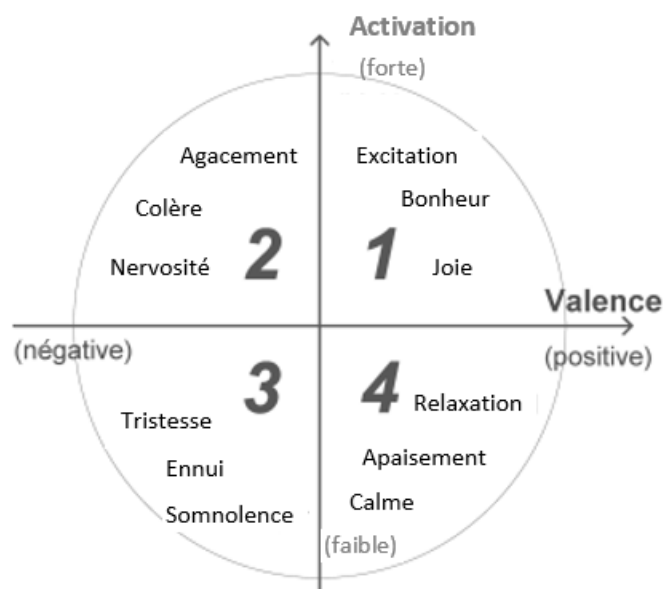 Activation
(forte)
Agacement
Excitation
Colère
Bonheur
Nervosité
2
1
Joie
Valence
(négative)
(positive)
3
4
Relaxation
Tristesse
Apaisement
Ennui
Calme
Somnolence
(faible)